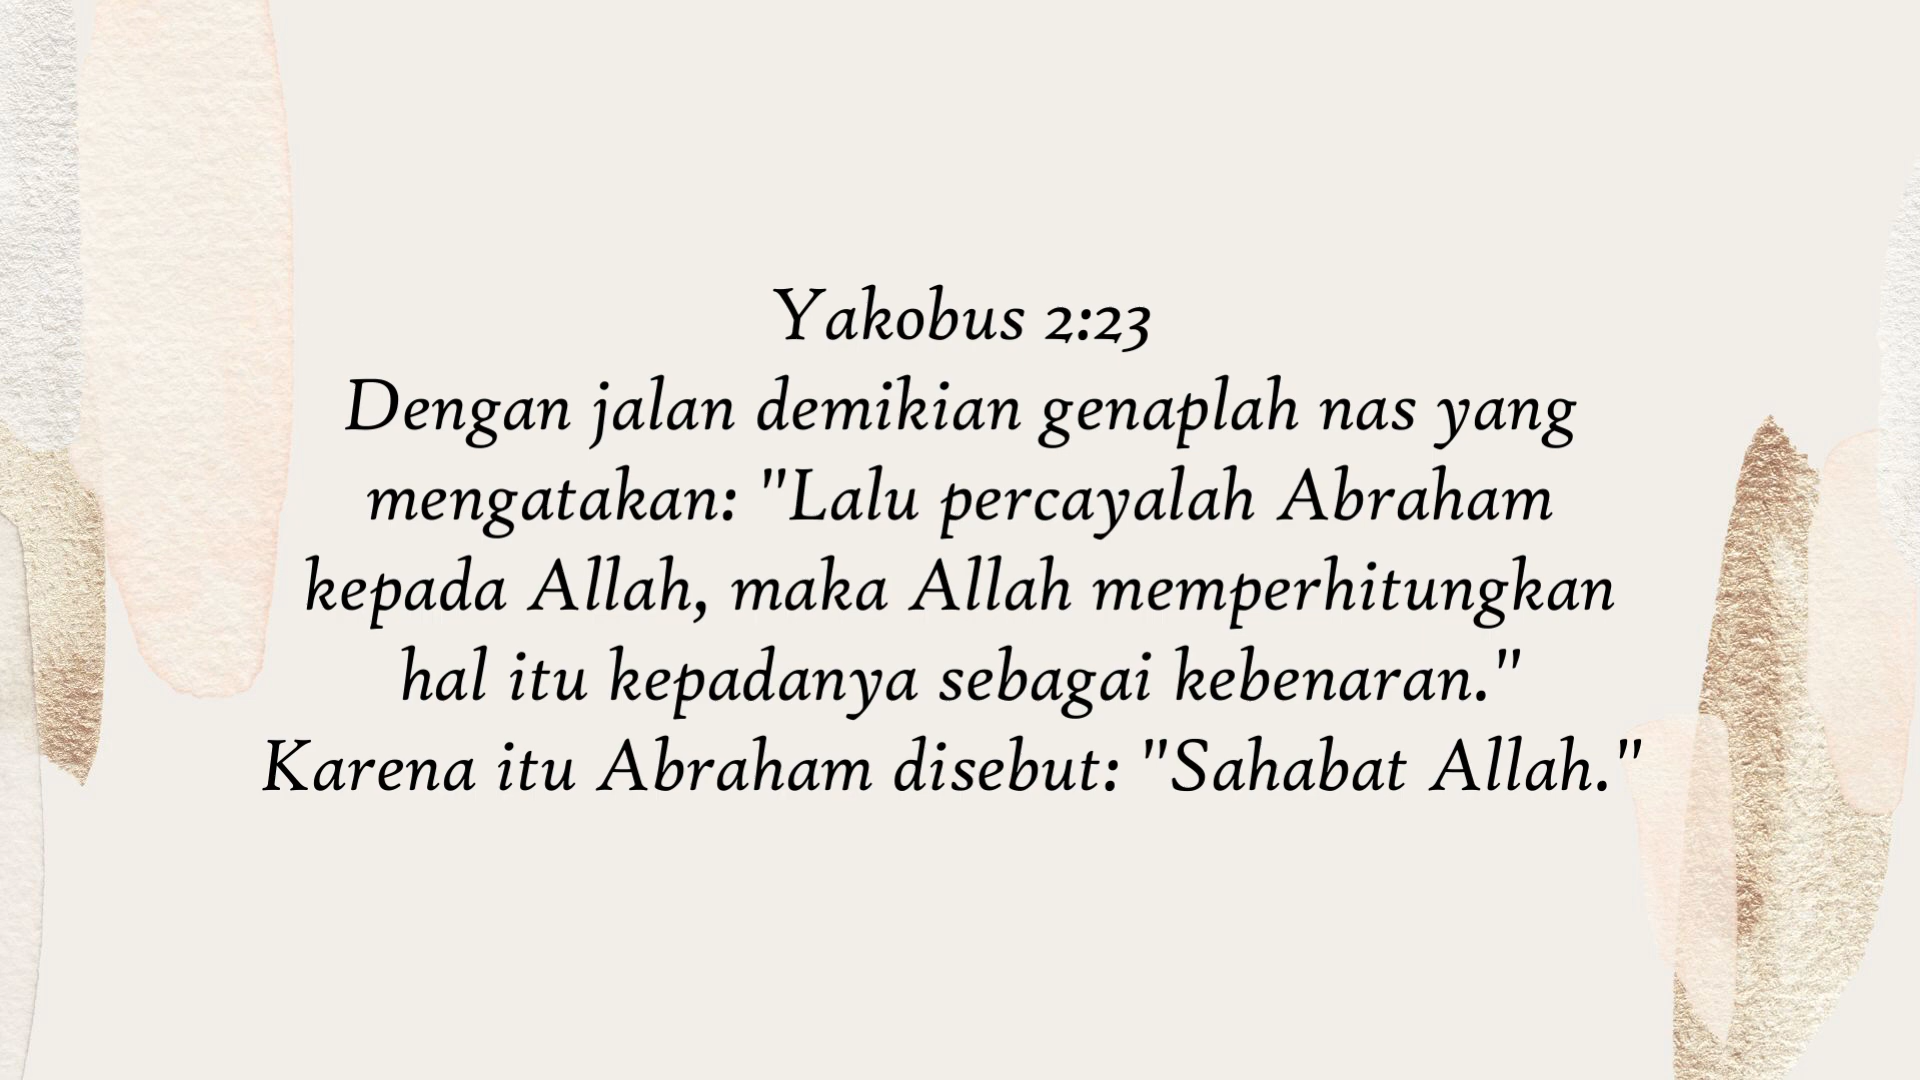 Yakobus 2:23
Dengan jalan demikian genaplah nas yang
mengatakan: "Lalu percayalah Abraham
kepada Allah, maka Allah memperhitungkan
hal itu kepadanya sebagai kebenaran."
Karena itu Abraham disebut: "Sahabat Allah."